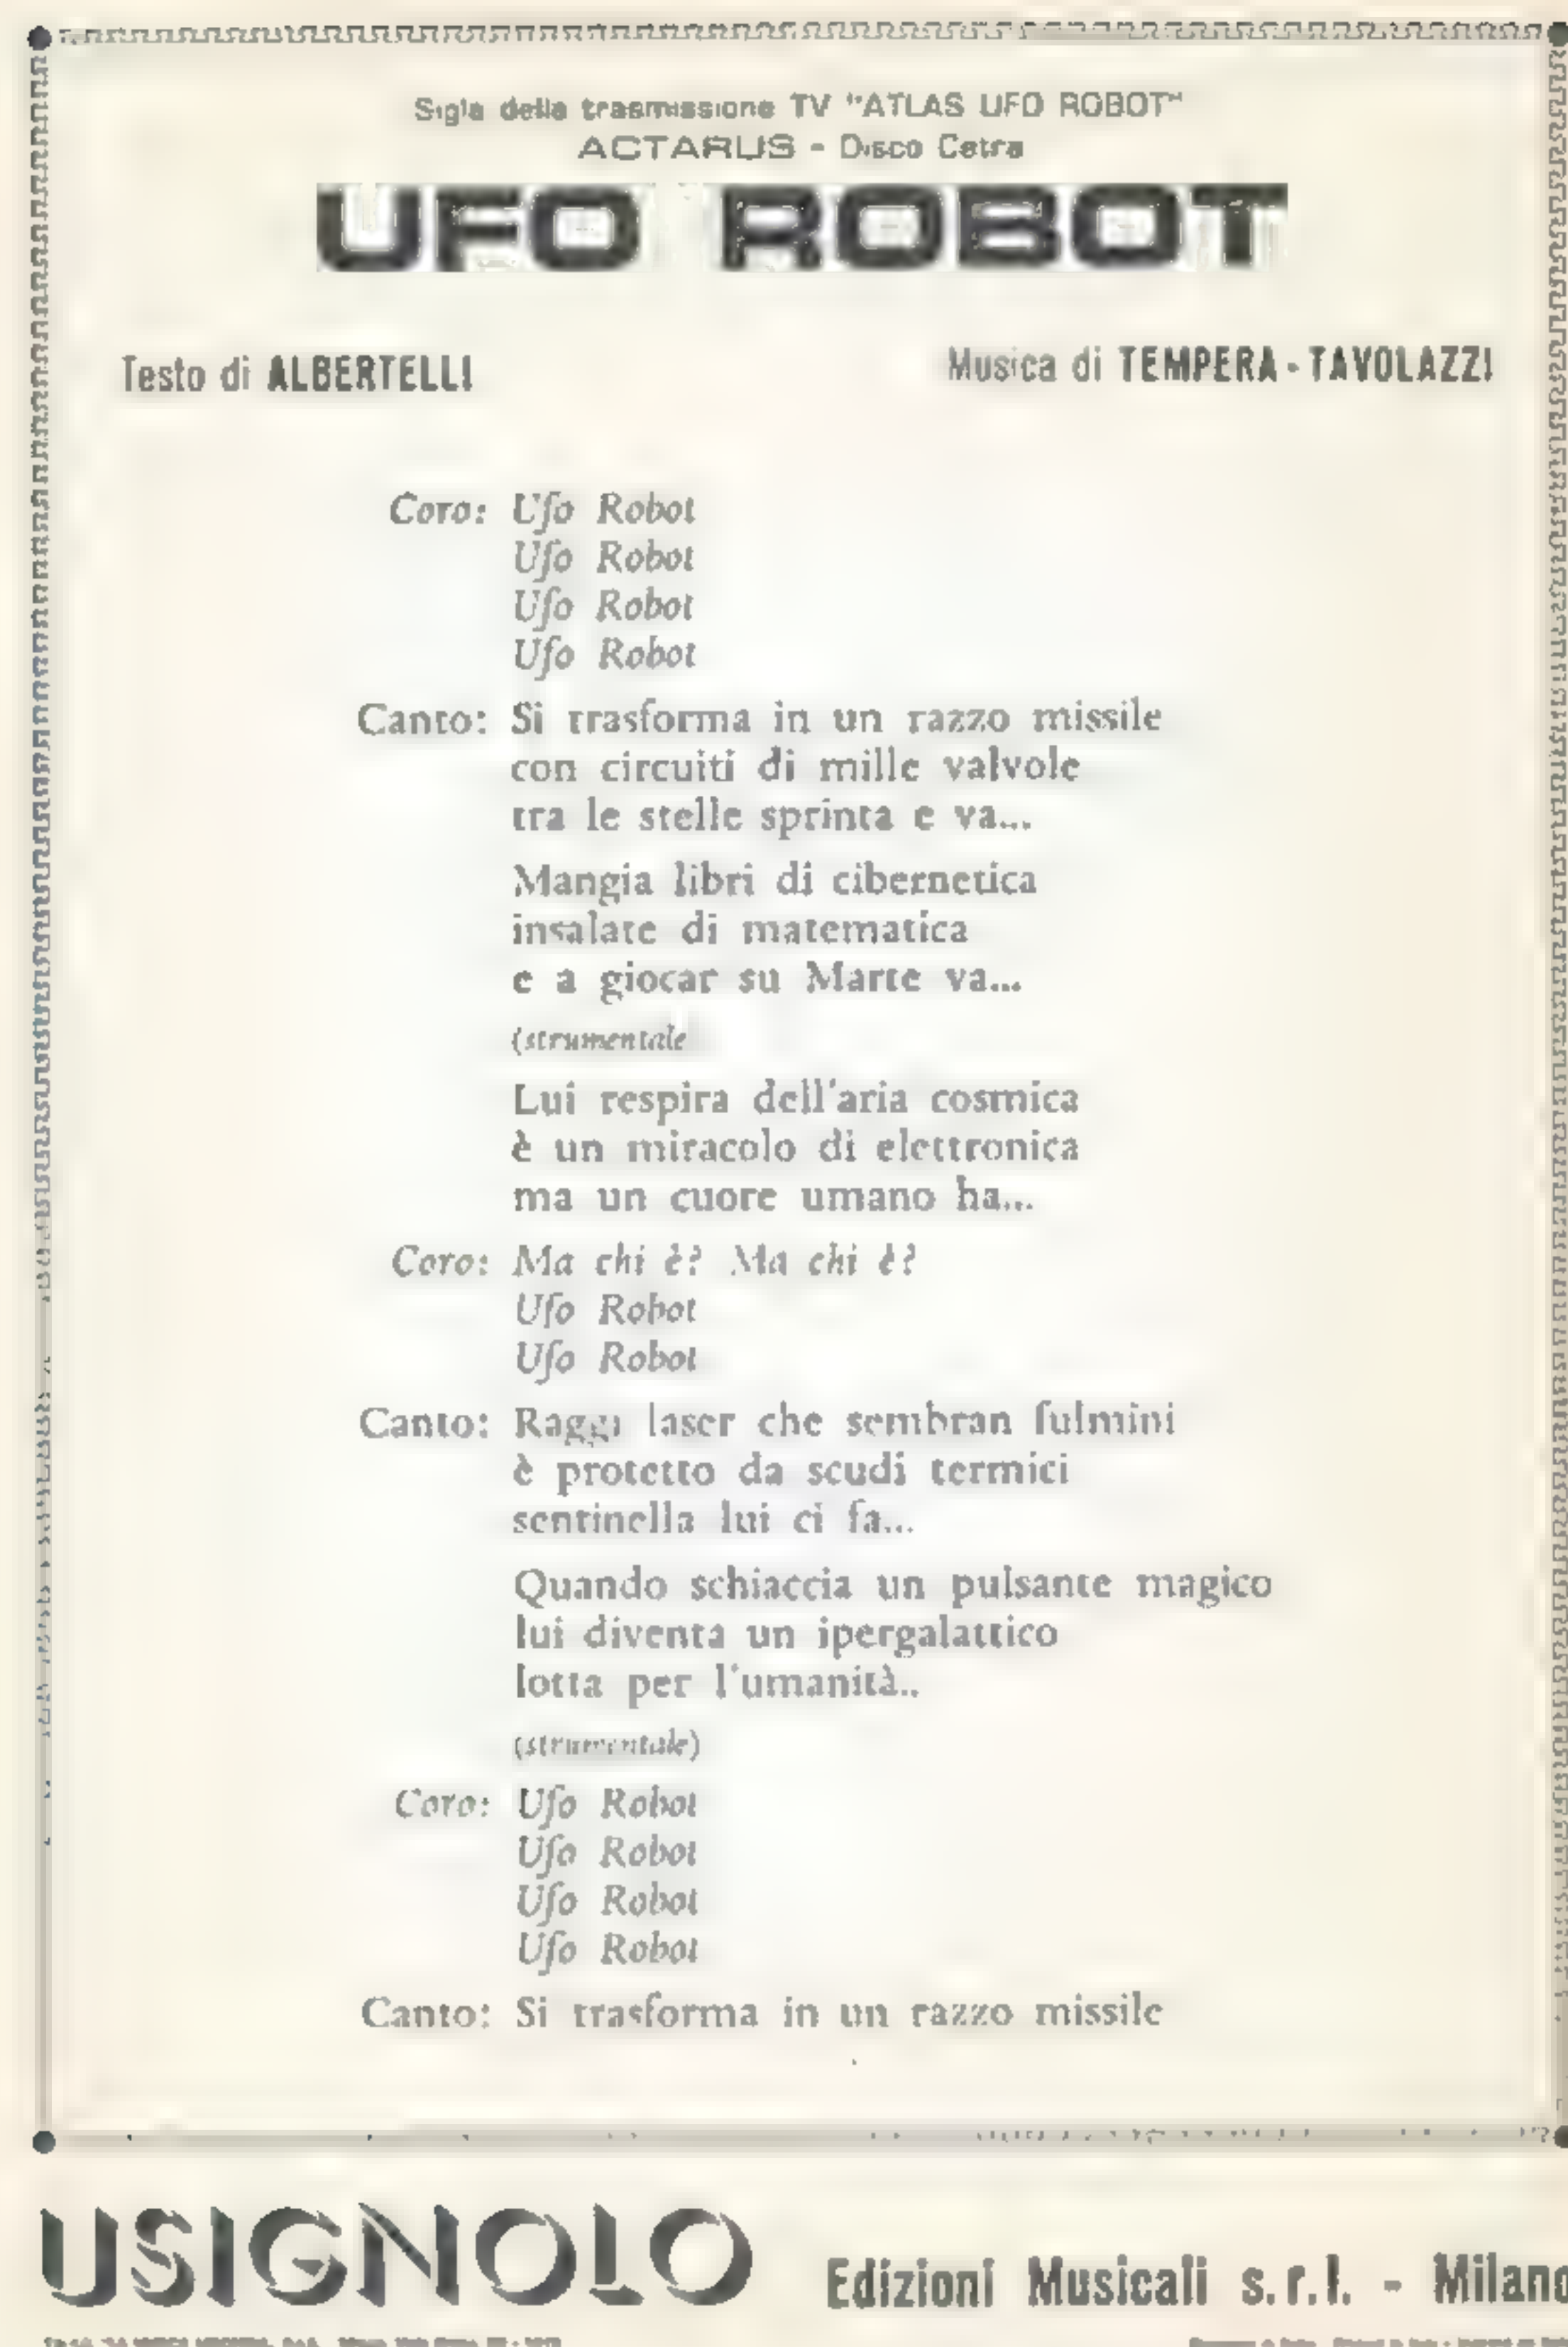 Sigla della trasmissione TV "ATLAS UFO ROBOT"
ACTARUS - Disco Cetra
UFO ROBOT
Testo di ALBERTELLI
Musica di TEMPERA - TAVOLAZZI
Coro: Ufo Robot
Ufo Robot
Ufo Robot
Ufo Robot
Canto: Si trasforma in un razzo missile
con circuiti di mille valvole
tra le stelle sprinta e va...
Mangia libri di cibernetica
insalate di matematica
e a giocar su Marte va...
(strumentale
Lui respira dell'aria cosmica
è un miracolo di elettronica
ma un cuore umano ha...
Coro: Ma chi è? Ma chi è?
Ufo Robot
Ufo Robot
Canto: Raggi laser che sembran fulmini
è protetto da scudi termici
sentinella lui ci fa...
Quando schiaccia un pulsante magico
lui diventa un ipergalattico
lotta per l'umanità..
(strumentale)
Coro: Ufo Robot
Ufo Robot
Ufo Robot
Ufo Robot
Canto: Si trasforma in un razzo missile
USIGNOLO Edizioni Musicali s.r.l. - Milano